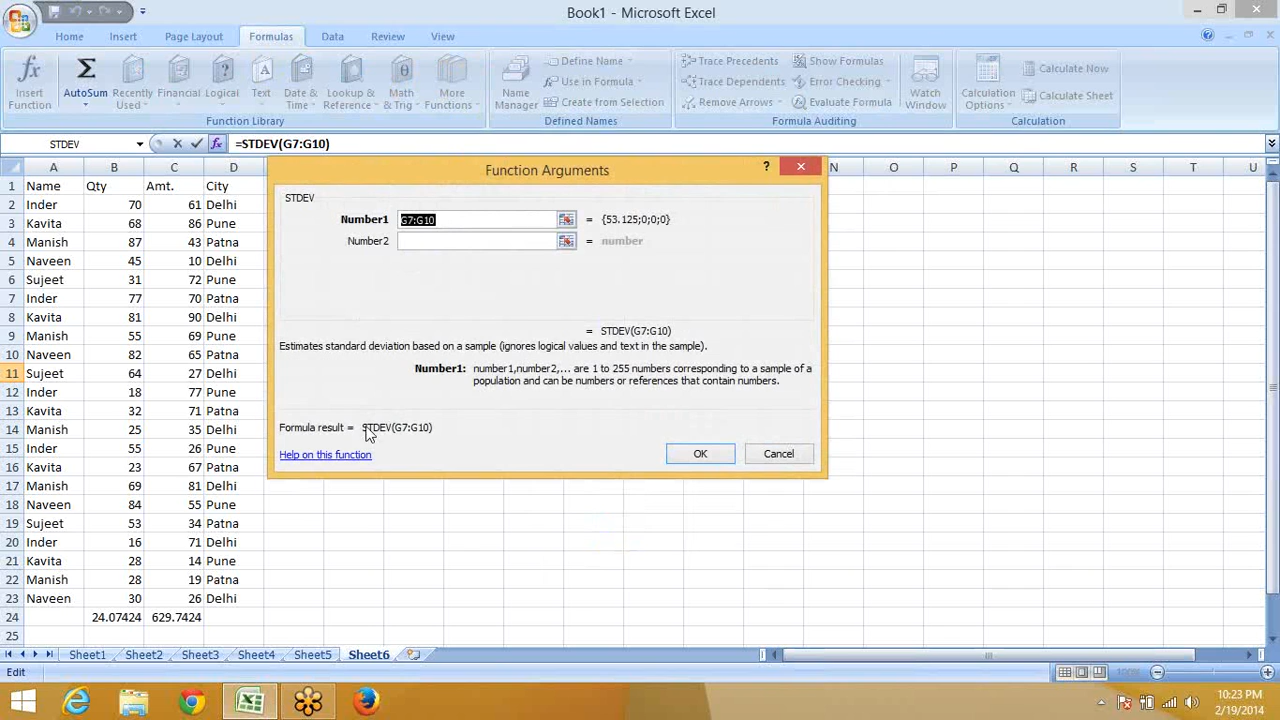 Book1 - Microsoft Excel
Home Insert Page Layout Formulas Data Review View
Insert Function
AutoSum
Recently Used
Financial
Logical
Text
Date & Time
Lookup & Reference
Math & Trig
More Functions
Function Library
Name Manager
Define Name
Use in Formula
Create from Selection
Defined Names
Trace Precedents
Trace Dependents
Remove Arrows
Show Formulas
Error Checking
Evaluate Formula
Formula Auditing
Watch Window
Calculation Options
Calculate Now
Calculate Sheet
Calculation
STDEV fx =STDEV(G7:G10)
A B C D N O P Q R S T U
1 Name Qty Amt. City
2 Inder 70 61 Delhi
3 Kavita 68 86 Pune
4 Manish 87 43 Patna
5 Naveen 45 10 Delhi
6 Sujeet 31 72 Pune
7 Inder 77 70 Patna
8 Kavita 81 90 Delhi
9 Manish 55 69 Pune
10 Naveen 82 65 Patna
11 Sujeet 64 27 Delhi
12 Inder 18 77 Pune
13 Kavita 32 71 Patna
14 Manish 25 35 Delhi
15 Inder 55 26 Pune
16 Kavita 23 67 Patna
17 Manish 69 81 Delhi
18 Naveen 84 55 Pune
19 Sujeet 53 34 Patna
20 Inder 16 71 Delhi
21 Kavita 28 14 Pune
22 Manish 28 19 Patna
23 Naveen 30 26 Delhi
24 24.07424 629.7424
25
Function Arguments ?
STDEV
Number1 G7:G10 = {53.125;0;0;0}
Number2 = number
= STDEV(G7:G10)
Estimates standard deviation based on a sample (ignores logical values and text in the sample).
Number1: number1,number2,... are 1 to 255 numbers corresponding to a sample of a
population and can be numbers or references that contain numbers.
Formula result = STDEV(G7:G10)
Help on this function
OK Cancel
Sheet1 Sheet2 Sheet3 Sheet4 Sheet5 Sheet6
Edit 100%
10:23 PM
2/19/2014